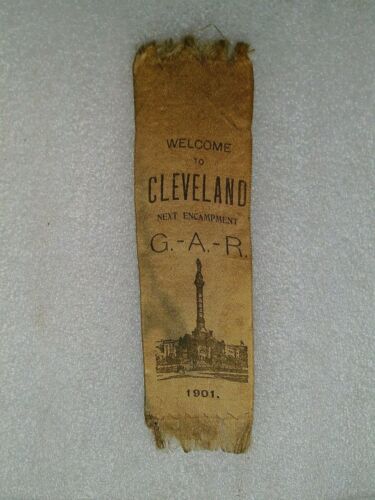 WELCOME
TO
CLEVELAND
NEXT ENCAMPMENT
G.-A.-R.
1901.